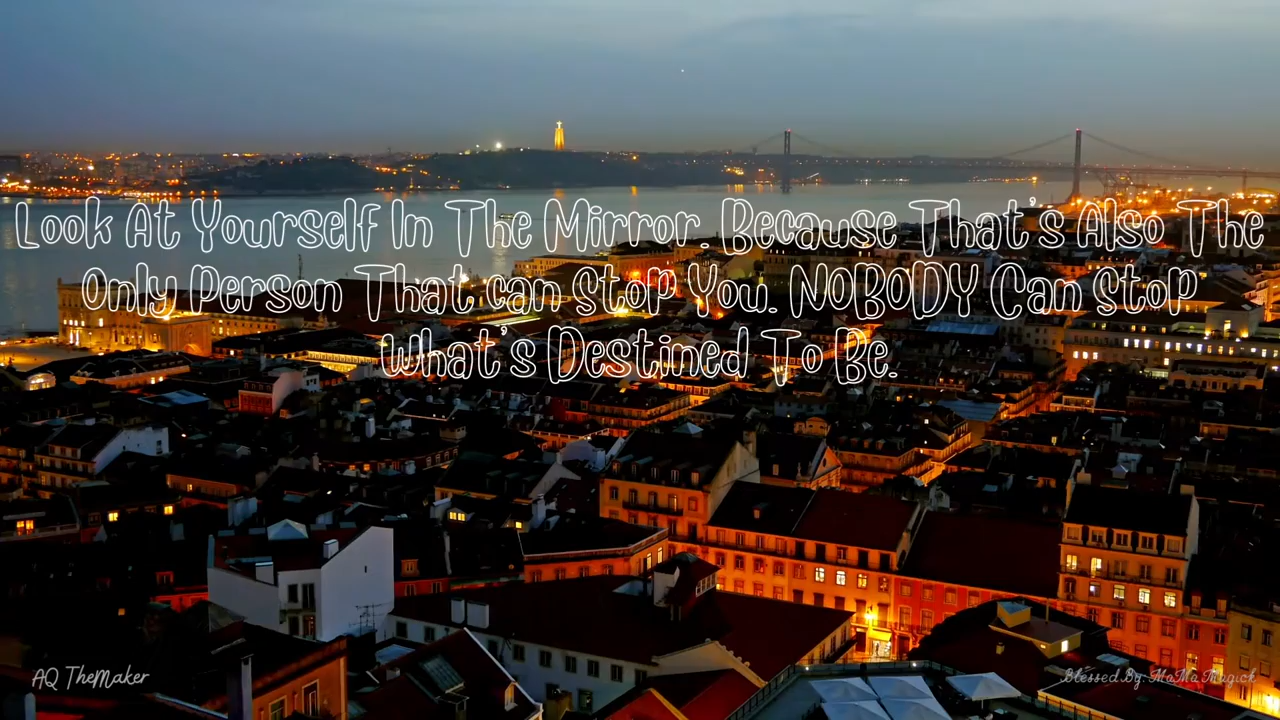 Look At Yourself In The Mirror. Because That's Also The
Only Person That can stop You. NOBODY Can stop
what's Destined To Be.
AQ TheMaker
Blessed By: MaMa Magick